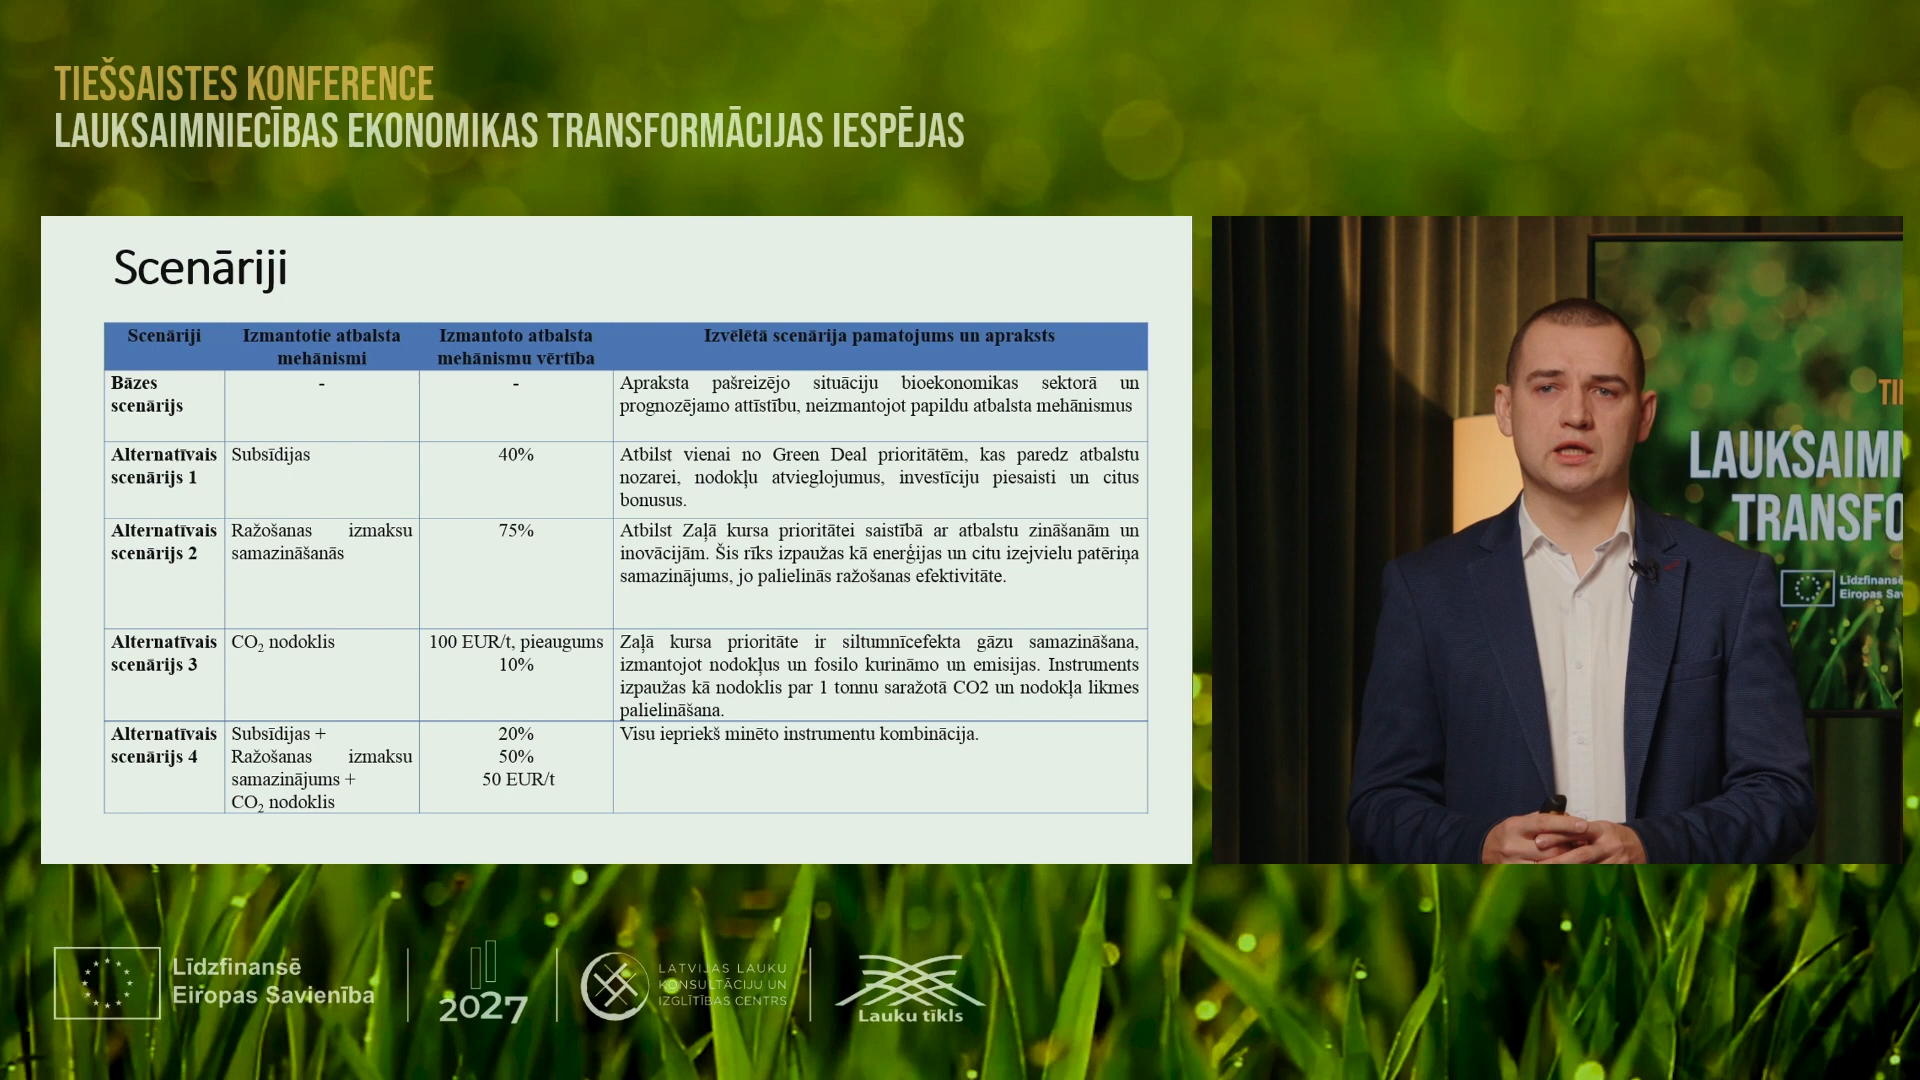 TIEŠSAISTES KONFERENCE
LAUKSAIMNIECĪBAS EKONOMIKAS TRANSFORMĀCIJAS IESPĒJAS
Scenāriji
Scenāriji
Izmantotie atbalsta
mehānismi
Izmantoto atbalsta
mehānismu vērtība
Izvēlētā scenārija pamatojums un apraksts
Bāzes
scenārijs
-
-
Apraksta pašreizējo situāciju bioekonomikas sektorā un
prognozējamo attīstību, neizmantojot papildu atbalsta mehānismus
Alternatīvais
scenārijs 1
Subsīdijas
40%
Atbilst vienai no Green Deal prioritātēm, kas paredz atbalstu
nozarei, nodokļu atvieglojumus, investīciju piesaisti un citus
bonusus.
Alternatīvais
scenārijs 2
Ražošanas izmaksu
samazināšanās
75%
Atbilst Zaļā kursa prioritātei saistībā ar atbalstu zināšanām un
inovācijām. Šis rīks izpaužas kā enerģijas un citu izejvielu patēriņa
samazinājums, jo palielinās ražošanas efektivitāte.
Alternatīvais
scenārijs 3
CO₂ nodoklis
100 EUR/t, pieaugums
10%
Zaļā kursa prioritāte ir siltumnīcefekta gāzu samazināšana,
izmantojot nodokļus un fosilo kurināmo un emisijas. Instruments
izpaužas kā nodoklis par 1 tonnu saražotā CO2 un nodokļa likmes
palielināšana.
Alternatīvais
scenārijs 4
Subsīdijas +
Ražošanas izmaksu
samazinājums +
CO₂ nodoklis
20%
50%
50 EUR/t
Visu iepriekš minēto instrumentu kombinācija.
TI
LAUKSAIM
TRANSFO
Līdzfinansē
Eiropas Sav
Līdzfinansē
Eiropas Savienība
2027
LATVIJAS LAUKU
KONSULTĀCIJU UN
IZGLĪTĪBAS CENTRS
Lauku tīkls